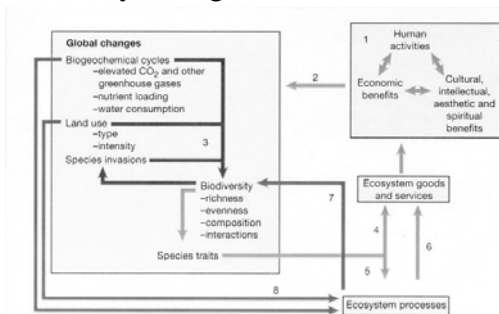 Global changes
Biogeochemical cycles
–elevated CO₂ and other
greenhouse gases
–nutrient loading
–water consumption
Land use
–type
–intensity
Species invasions
3
Biodiversity
–richness
–evenness
–composition
–interactions
Species traits
2
1
Human
activities
Economic
benefits
Cultural,
intellectual,
aesthetic and
spiritual
benefits
Ecosystem goods
and services
7
4
6
5
8
Ecosystem processes